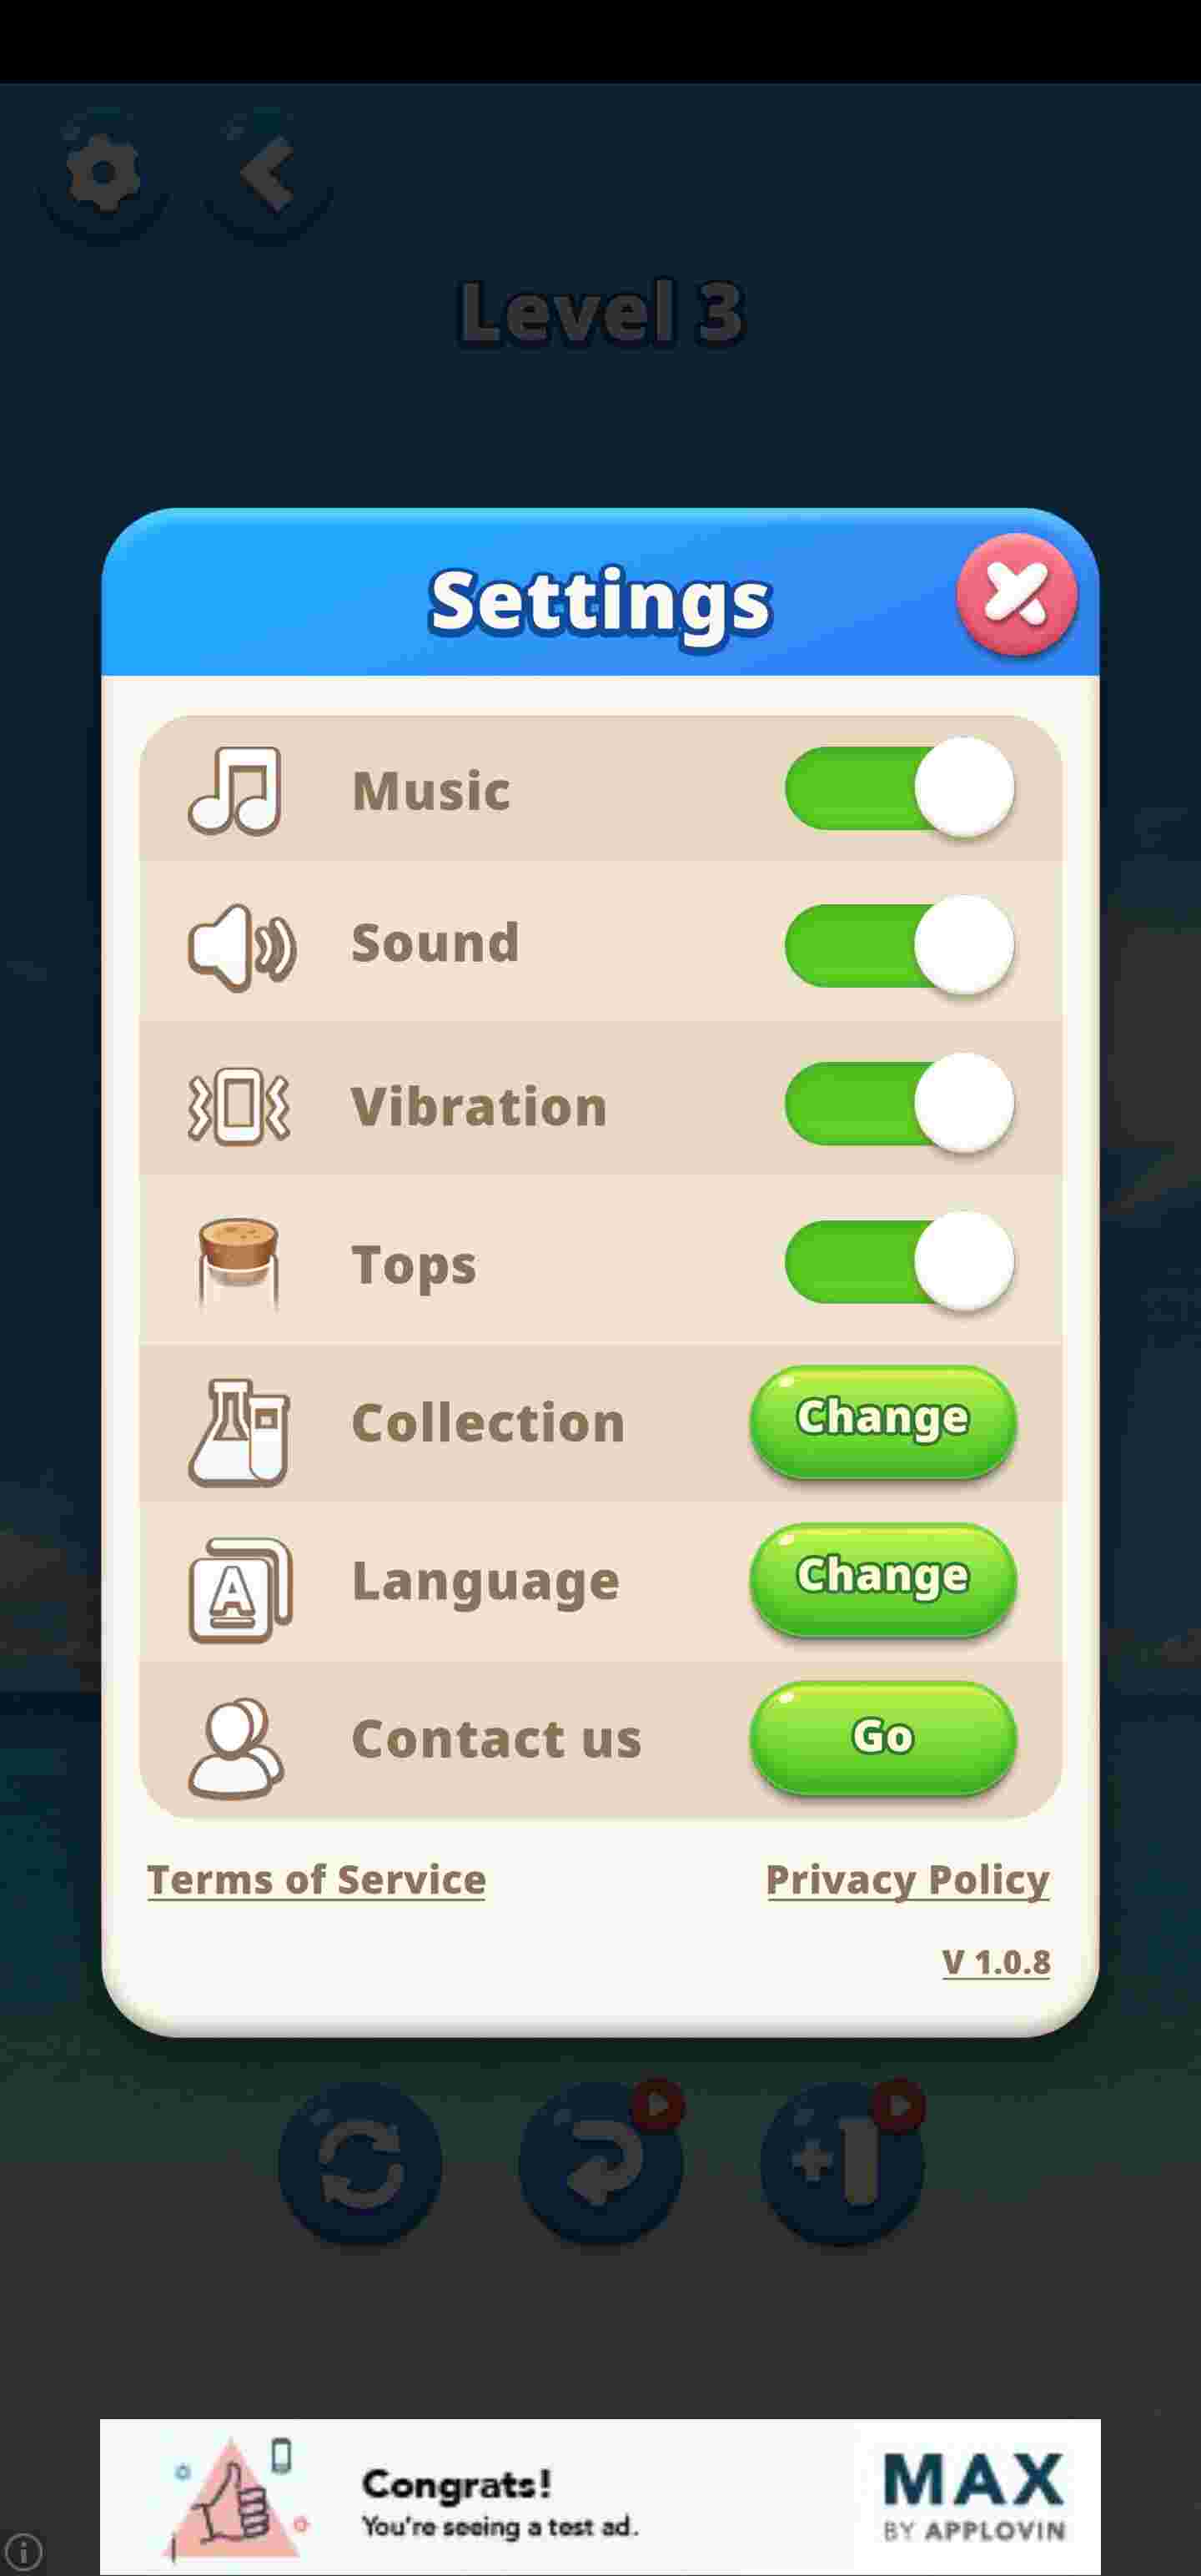 Level 3
Settings
Music
Sound
Vibration
Tops
Collection
Change
Language
Change
Contact us
Go
Terms of Service
Privacy Policy
V 1.0.8
+1
Congrats!
You're seeing a test ad.
MAX
BY APPLOVIN